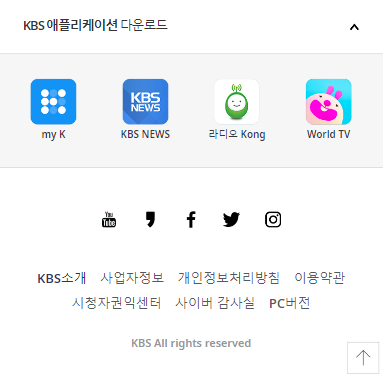 KBS 애플리케이션 다운로드
KBS NEWS
my K KBS NEWS 라디오 Kong World TV
You Tube
KBS소개 사업자정보 개인정보처리방침 이용약관
시청자권익센터 사이버 감사실 PC버전
KBS All rights reserved